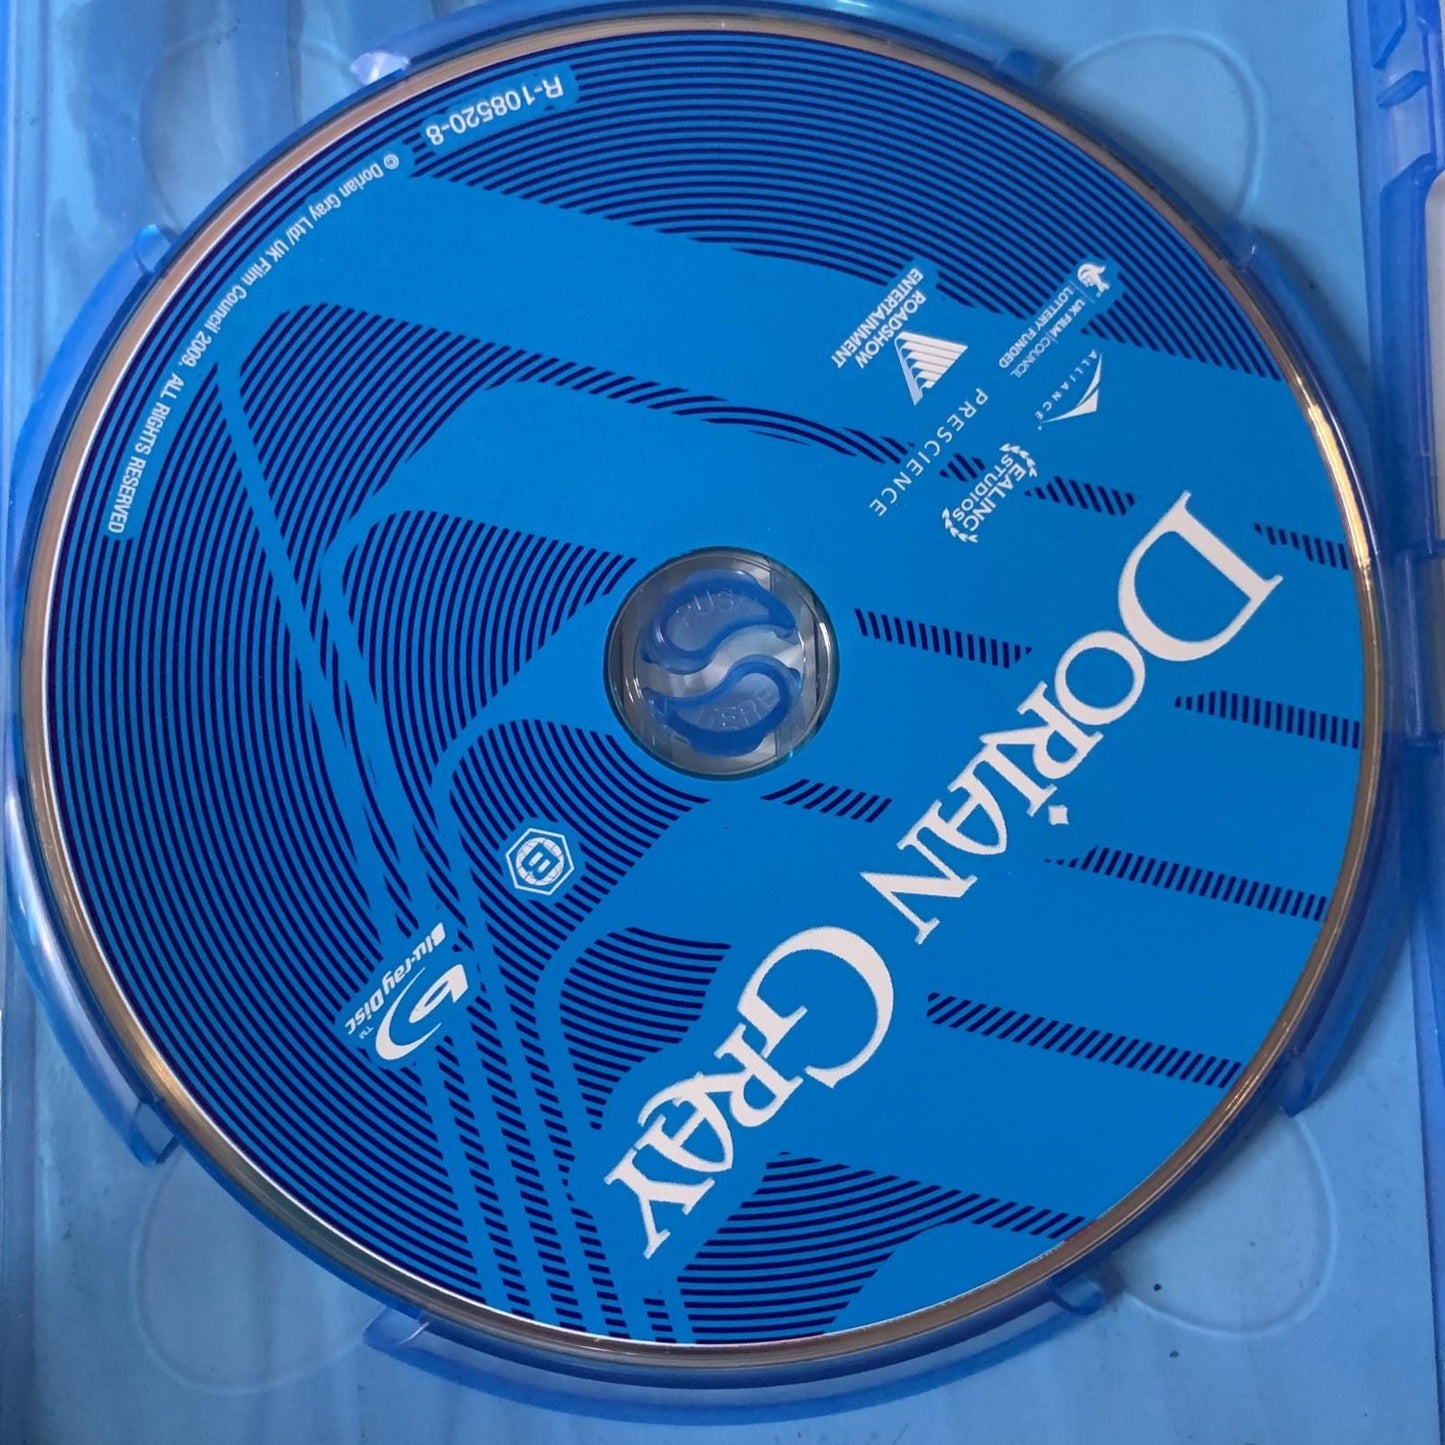 DORIAN GRAY
EALING
STUDIOS
ALLIANCE
PRESCIENCE
UK FILM COUNCIL
LOTTERY FUNDED
ROADSHOW
ENTERTAINMENT
B
Blu-ray Disc
TM
R-108520-8
© Dorian Gray Ltd/ UK Film Council 2009. ALL RIGHTS RESERVED